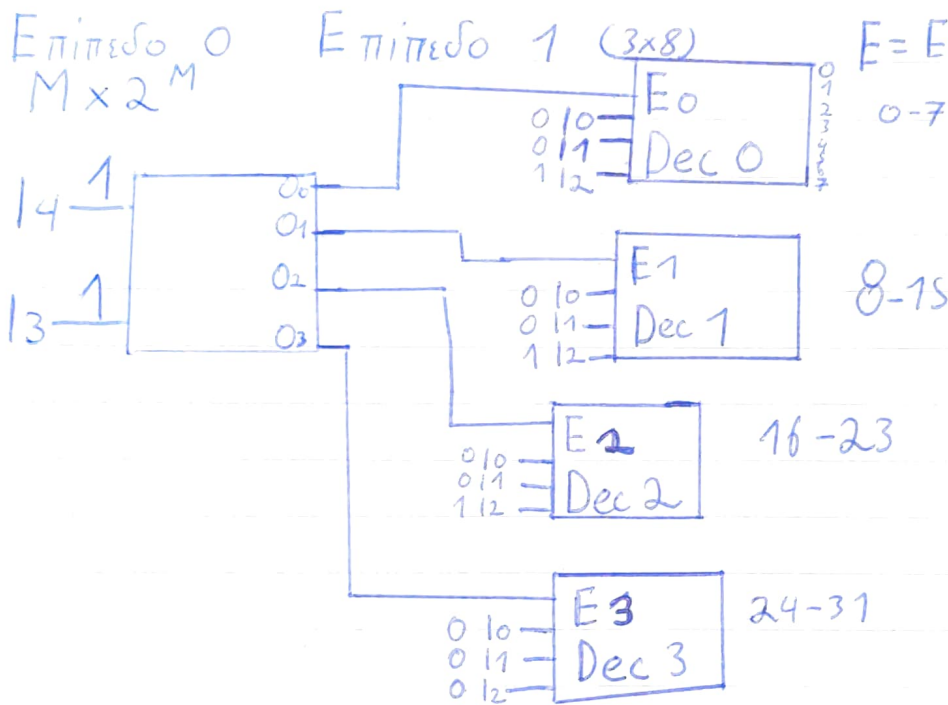 Επίπεδο 0
M x 2^M
Επίπεδο 1 (3x8)
E = E
I4 1
I3 1
O0
O1
O2
O3
E0
0 I0
0 I1
1 I2
Dec 0
0
1
2
3
7
0-7
E1
0 I0
0 I1
1 I2
Dec 1
8-15
E2
0 I0
0 I1
1 I2
Dec 2
16-23
E3
0 I0
0 I1
0 I2
Dec 3
24-31